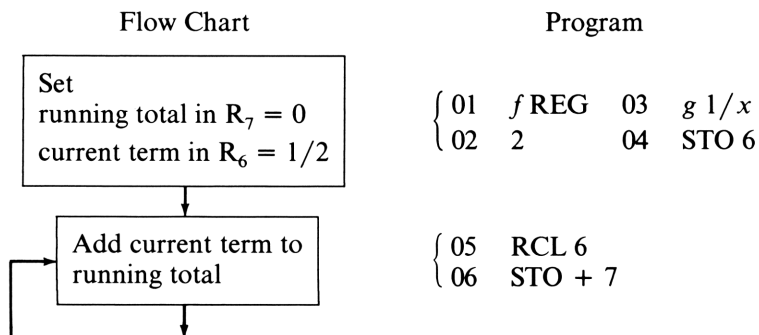 Flow Chart
Program
Set
running total in R₇ = 0
current term in R₆ = 1/2
01 f REG 03 g 1/x
02 2 04 STO 6
Add current term to
running total
05 RCL 6
06 STO + 7